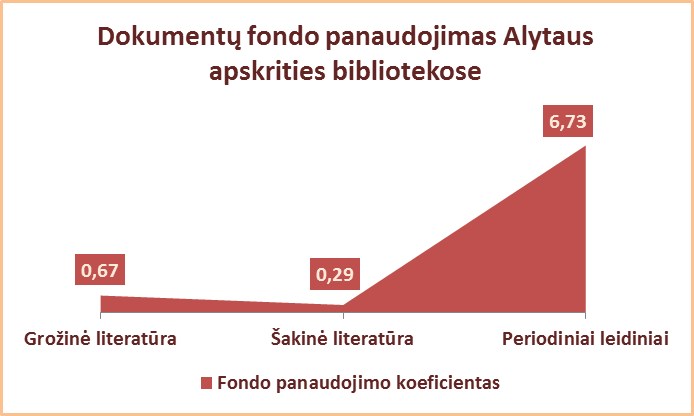 Dokumentų fondo panaudojimas Alytaus
apskrities bibliotekose
6,73
0,67
0,29
Grožinė literatūra
Šakinė literatūra
Periodiniai leidiniai
Fondo panaudojimo koeficientas